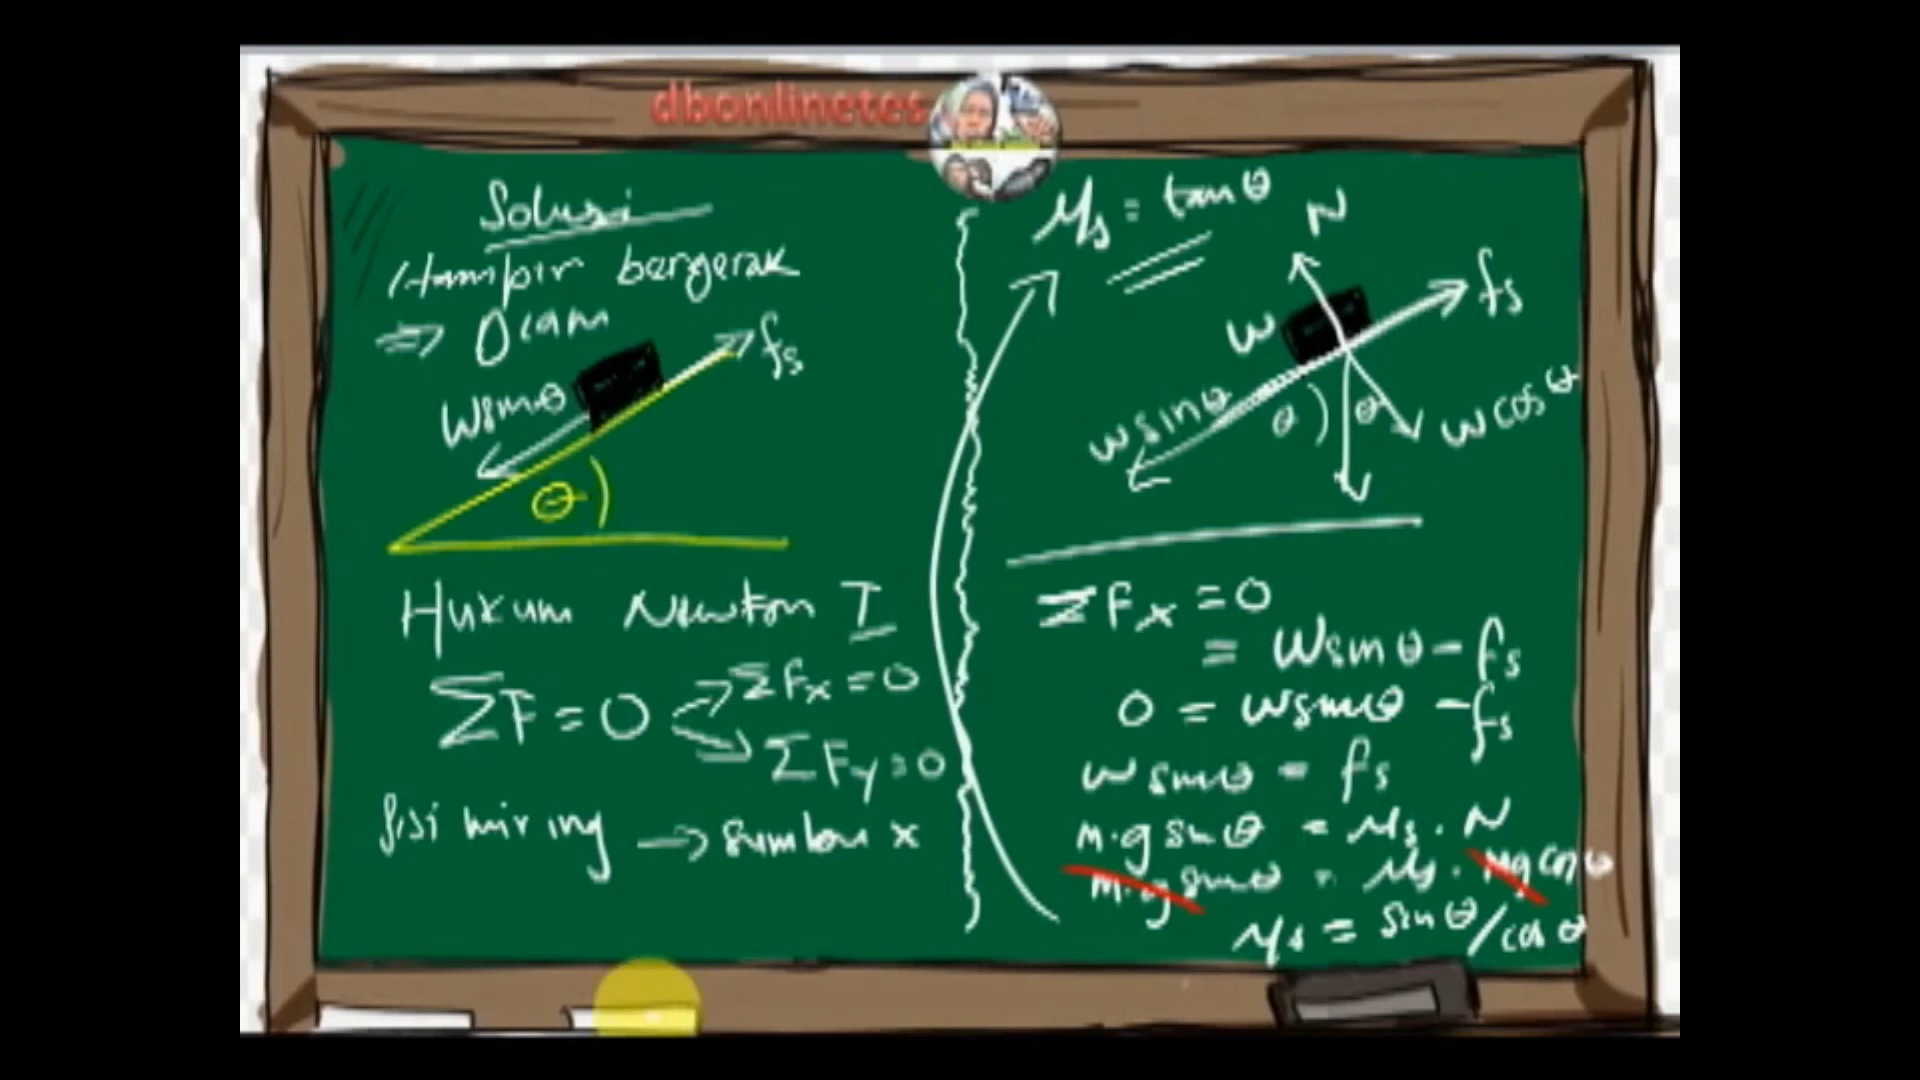 dbonlinetes
Solusi
Hampir bergerak
⇒ Diam
fs
W sin θ
θ
Hukum Newton I
ΣF = 0
ΣFx = 0
ΣFy = 0
Sisi miring → sumbu x
μs = tan θ
N
fs
W
w sin θ
θ
θ
w cos θ
ΣFx = 0
= W sin θ - fs
0 = w sin θ - fs
w sin θ = fs
m.g sin θ = μs . N
m.g sin θ = μs . mg cos θ
μs = sin θ / cos θ